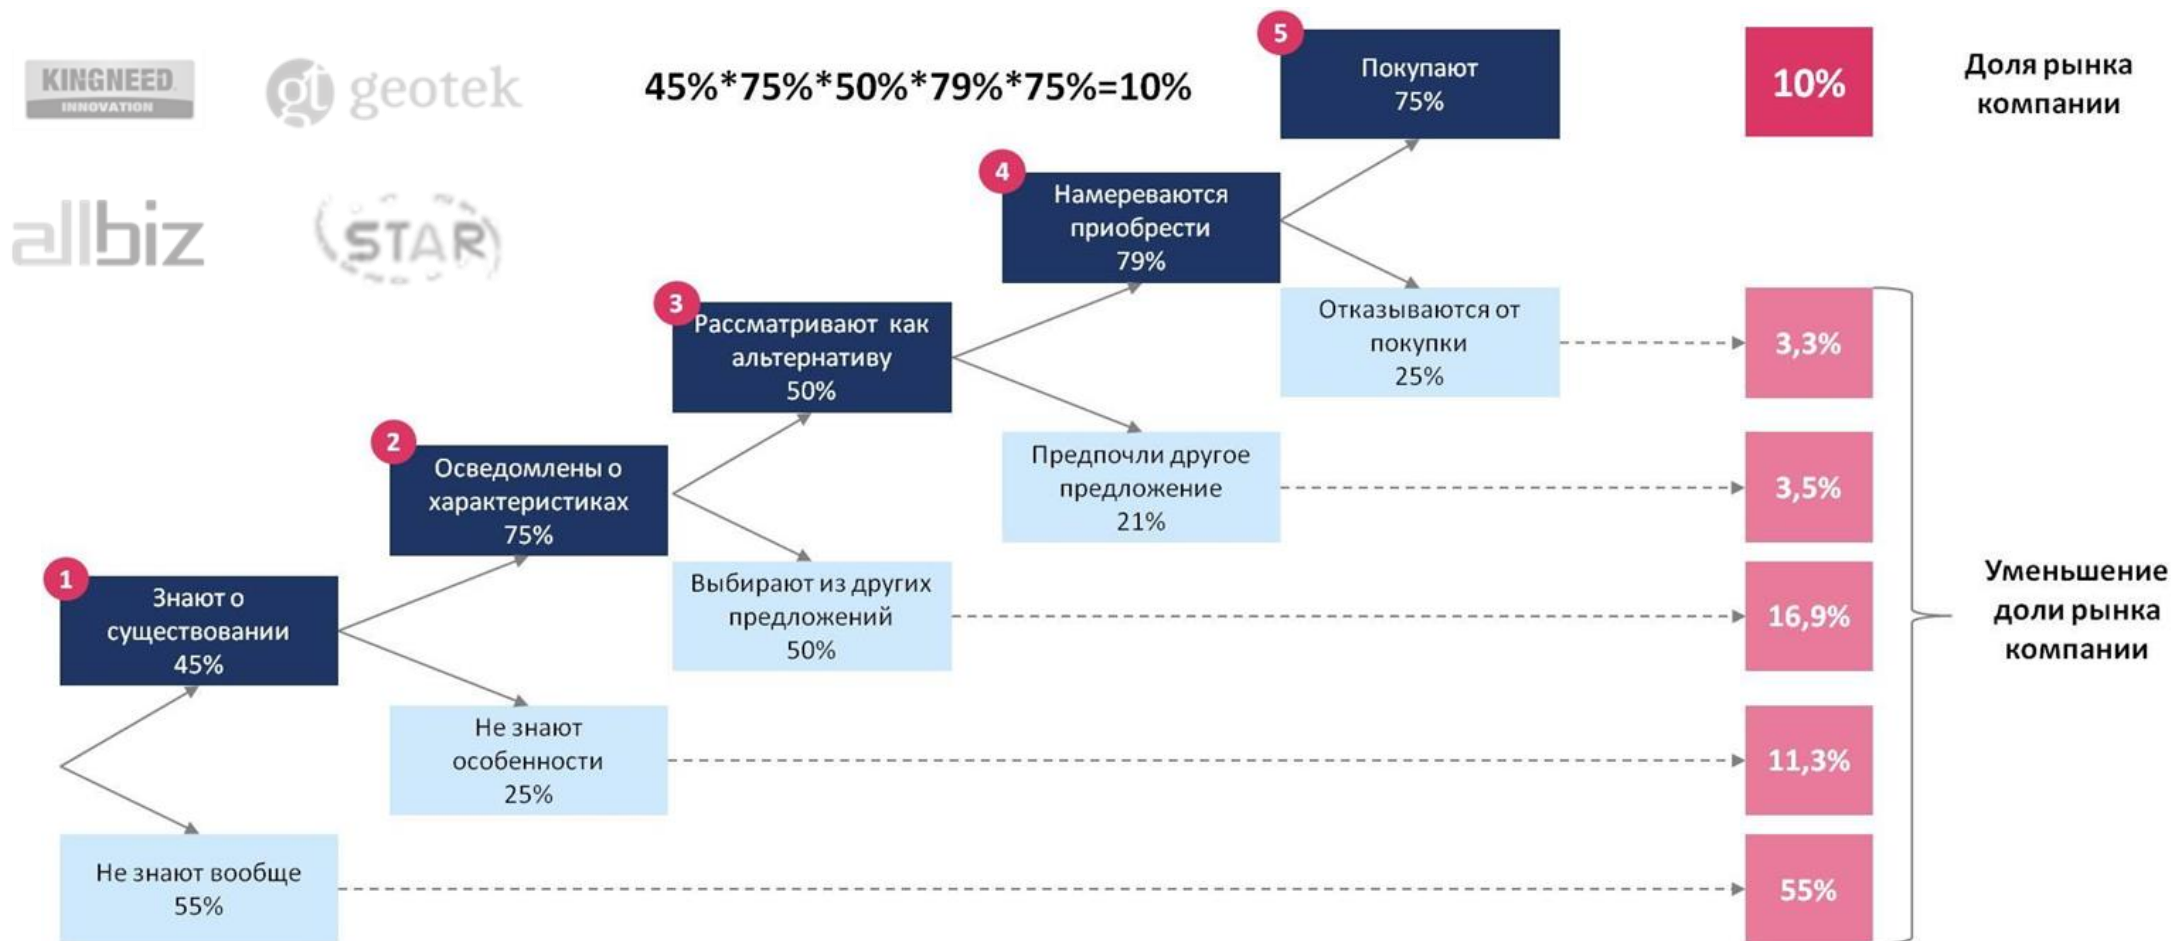 KINGNEED
INNOVATION
gt geotek
allbiz
STAR
45%*75%*50%*79%*75%=10%
5
Покупают
75%
10%
Доля рынка
компании
4
Намереваются
приобрести
79%
3
Рассматривают как
альтернативу
50%
Отказываются от
покупки
25%
3,3%
2
Осведомлены о
характеристиках
75%
Предпочли другое
предложение
21%
3,5%
1
Знают о
существовании
45%
Выбирают из других
предложений
50%
16,9%
Уменьшение
доли рынка
компании
Не знают
особенности
25%
11,3%
Не знают вообще
55%
55%